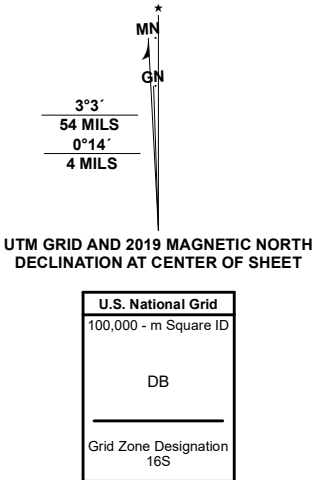 ★
MN
GN
3°3´
54 MILS
0°14´
4 MILS
UTM GRID AND 2019 MAGNETIC NORTH
DECLINATION AT CENTER OF SHEET
U.S. National Grid
100,000 - m Square ID
DB
Grid Zone Designation
16S